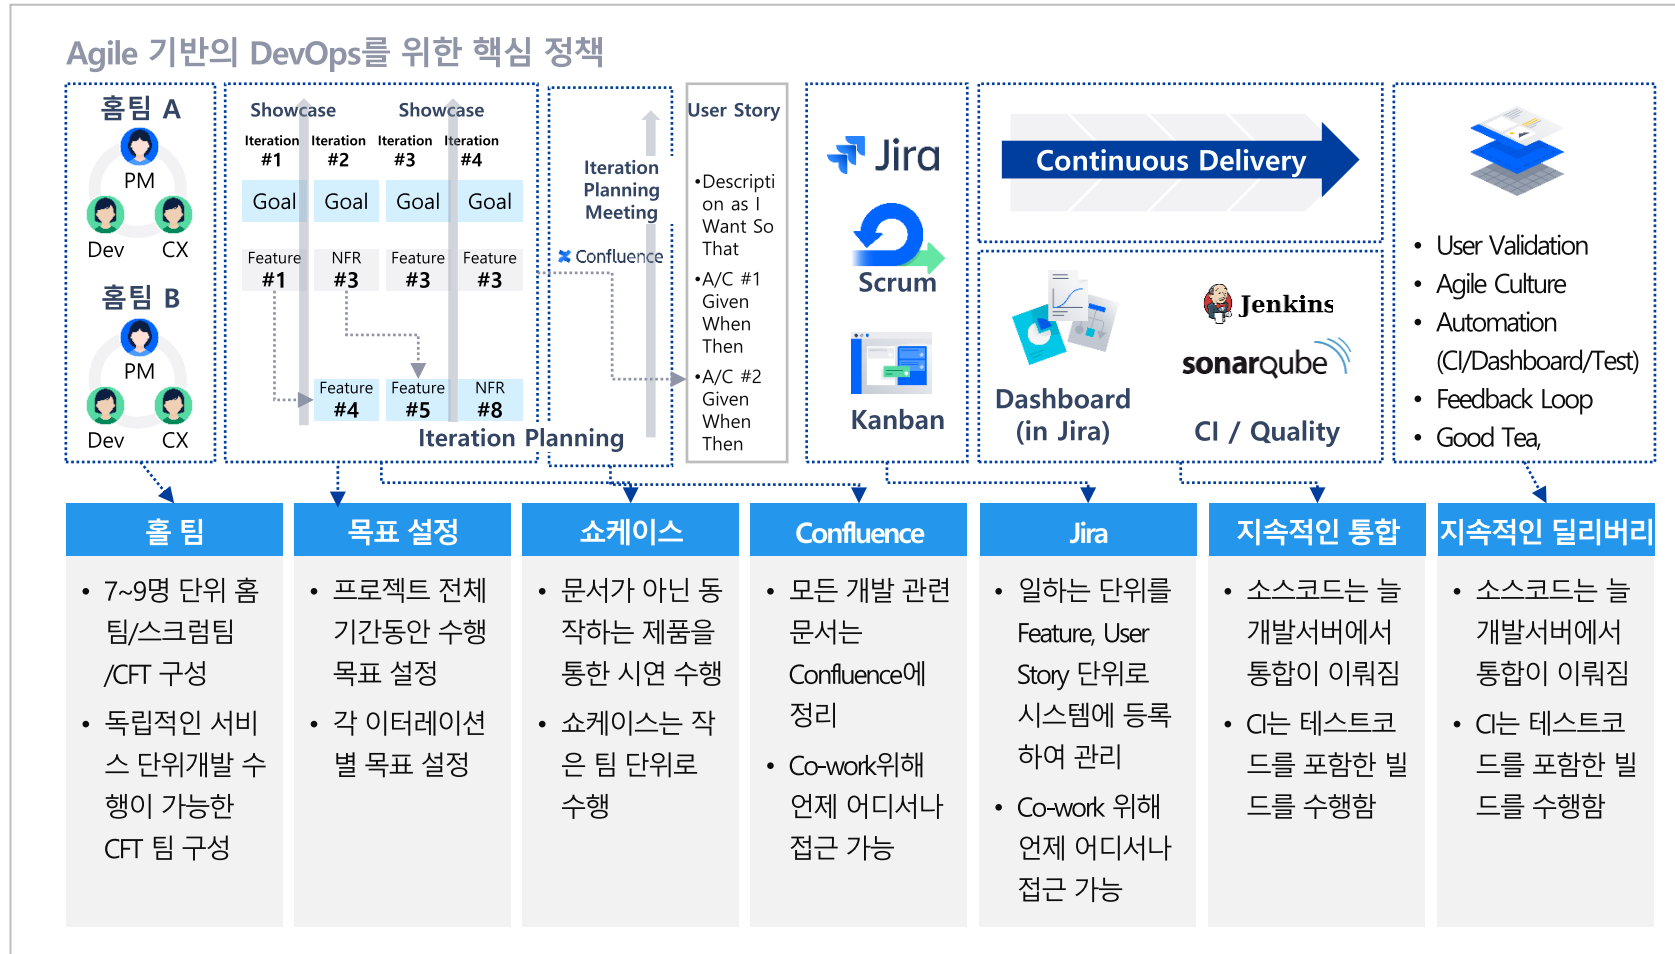 Agile 기반의 DevOps를 위한 핵심 정책
홈팀 A
PM
Dev CX
홈팀 B
PM
Dev CX
Showcase Showcase
Iteration Iteration Iteration Iteration
#1 #2 #3 #4
Goal Goal Goal Goal
Feature NFR Feature Feature
#1 #3 #3 #3
Feature Feature NFR
#4 #5 #8
Iteration Planning
Iteration
Planning
Meeting
Confluence
User Story
•Descripti
on as I
Want So
That
•A/C #1
Given
When
Then
•A/C #2
Given
When
Then
Jira
Scrum
Kanban
Continuous Delivery
Dashboard
(in Jira)
Jenkins
sonarqube
CI / Quality
• User Validation
• Agile Culture
• Automation
(CI/Dashboard/Test)
• Feedback Loop
• Good Tea,
홀 팀
• 7~9명 단위 홈
팀/스크럼팀
/CFT 구성
• 독립적인 서비
스 단위개발 수
행이 가능한
CFT 팀 구성
목표 설정
• 프로젝트 전체
기간동안 수행
목표 설정
• 각 이터레이션
별 목표 설정
쇼케이스
• 문서가 아닌 동
작하는 제품을
통한 시연 수행
• 쇼케이스는 작
은 팀 단위로
수행
Confluence
• 모든 개발 관련
문서는
Confluence에
정리
• Co-work위해
언제 어디서나
접근 가능
Jira
• 일하는 단위를
Feature, User
Story 단위로
시스템에 등록
하여 관리
• Co-work 위해
언제 어디서나
접근 가능
지속적인 통합
• 소스코드는 늘
개발서버에서
통합이 이뤄짐
• CI는 테스트코
드를 포함한 빌
드를 수행함
지속적인 딜리버리
• 소스코드는 늘
개발서버에서
통합이 이뤄짐
• CI는 테스트코
드를 포함한 빌
드를 수행함